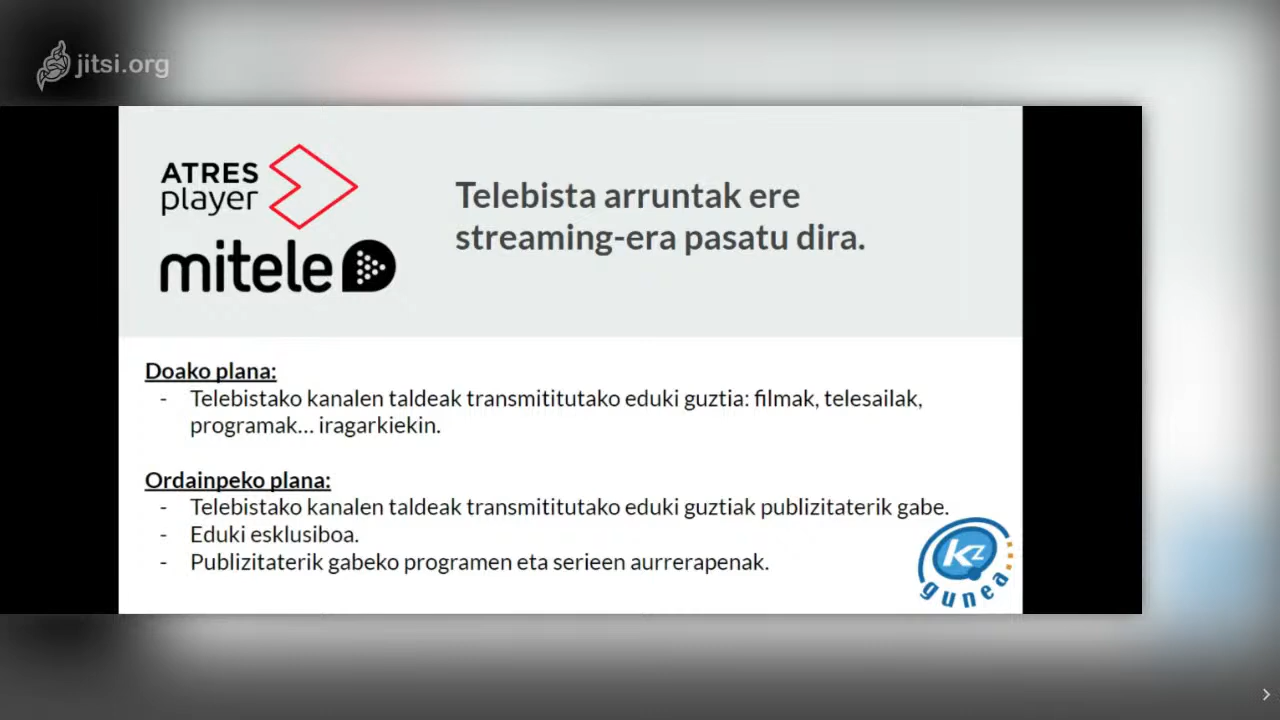 jitsi.org
ATRES
player
mitele
Telebista arruntak ere
streaming-era pasatu dira.
Doako plana:
- Telebistako kanalen taldeak transmititutako eduki guztia: filmak, telesailak,
programak... iragarkiekin.
Ordainpeko plana:
- Telebistako kanalen taldeak transmititutako eduki guztiak publizitaterik gabe.
- Eduki esklusiboa.
- Publizitaterik gabeko programen eta serieen aurrerapenak.
KZ
gunea